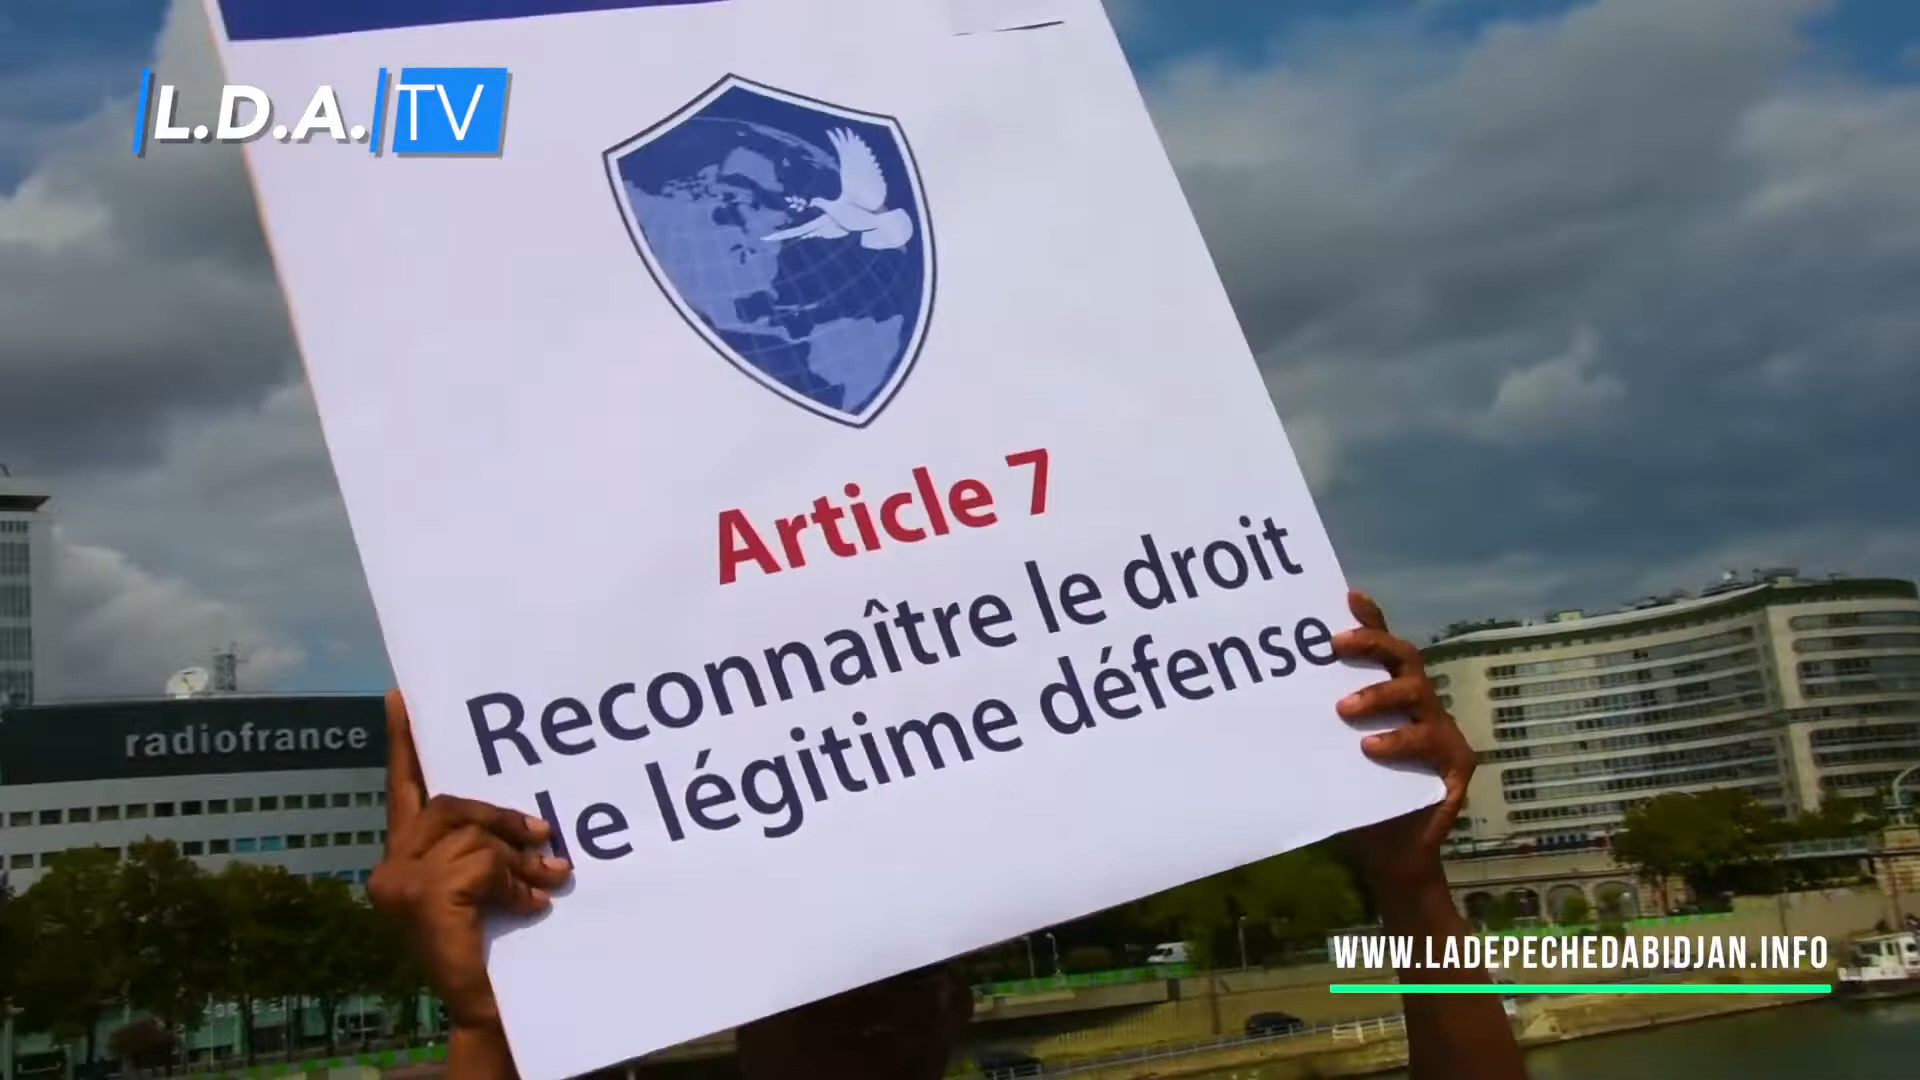 L.D.A. TV
Article 7
Reconnaître le droit
de légitime défense
radiofrance
WWW.LADEPECHEDABIDJAN.INFO